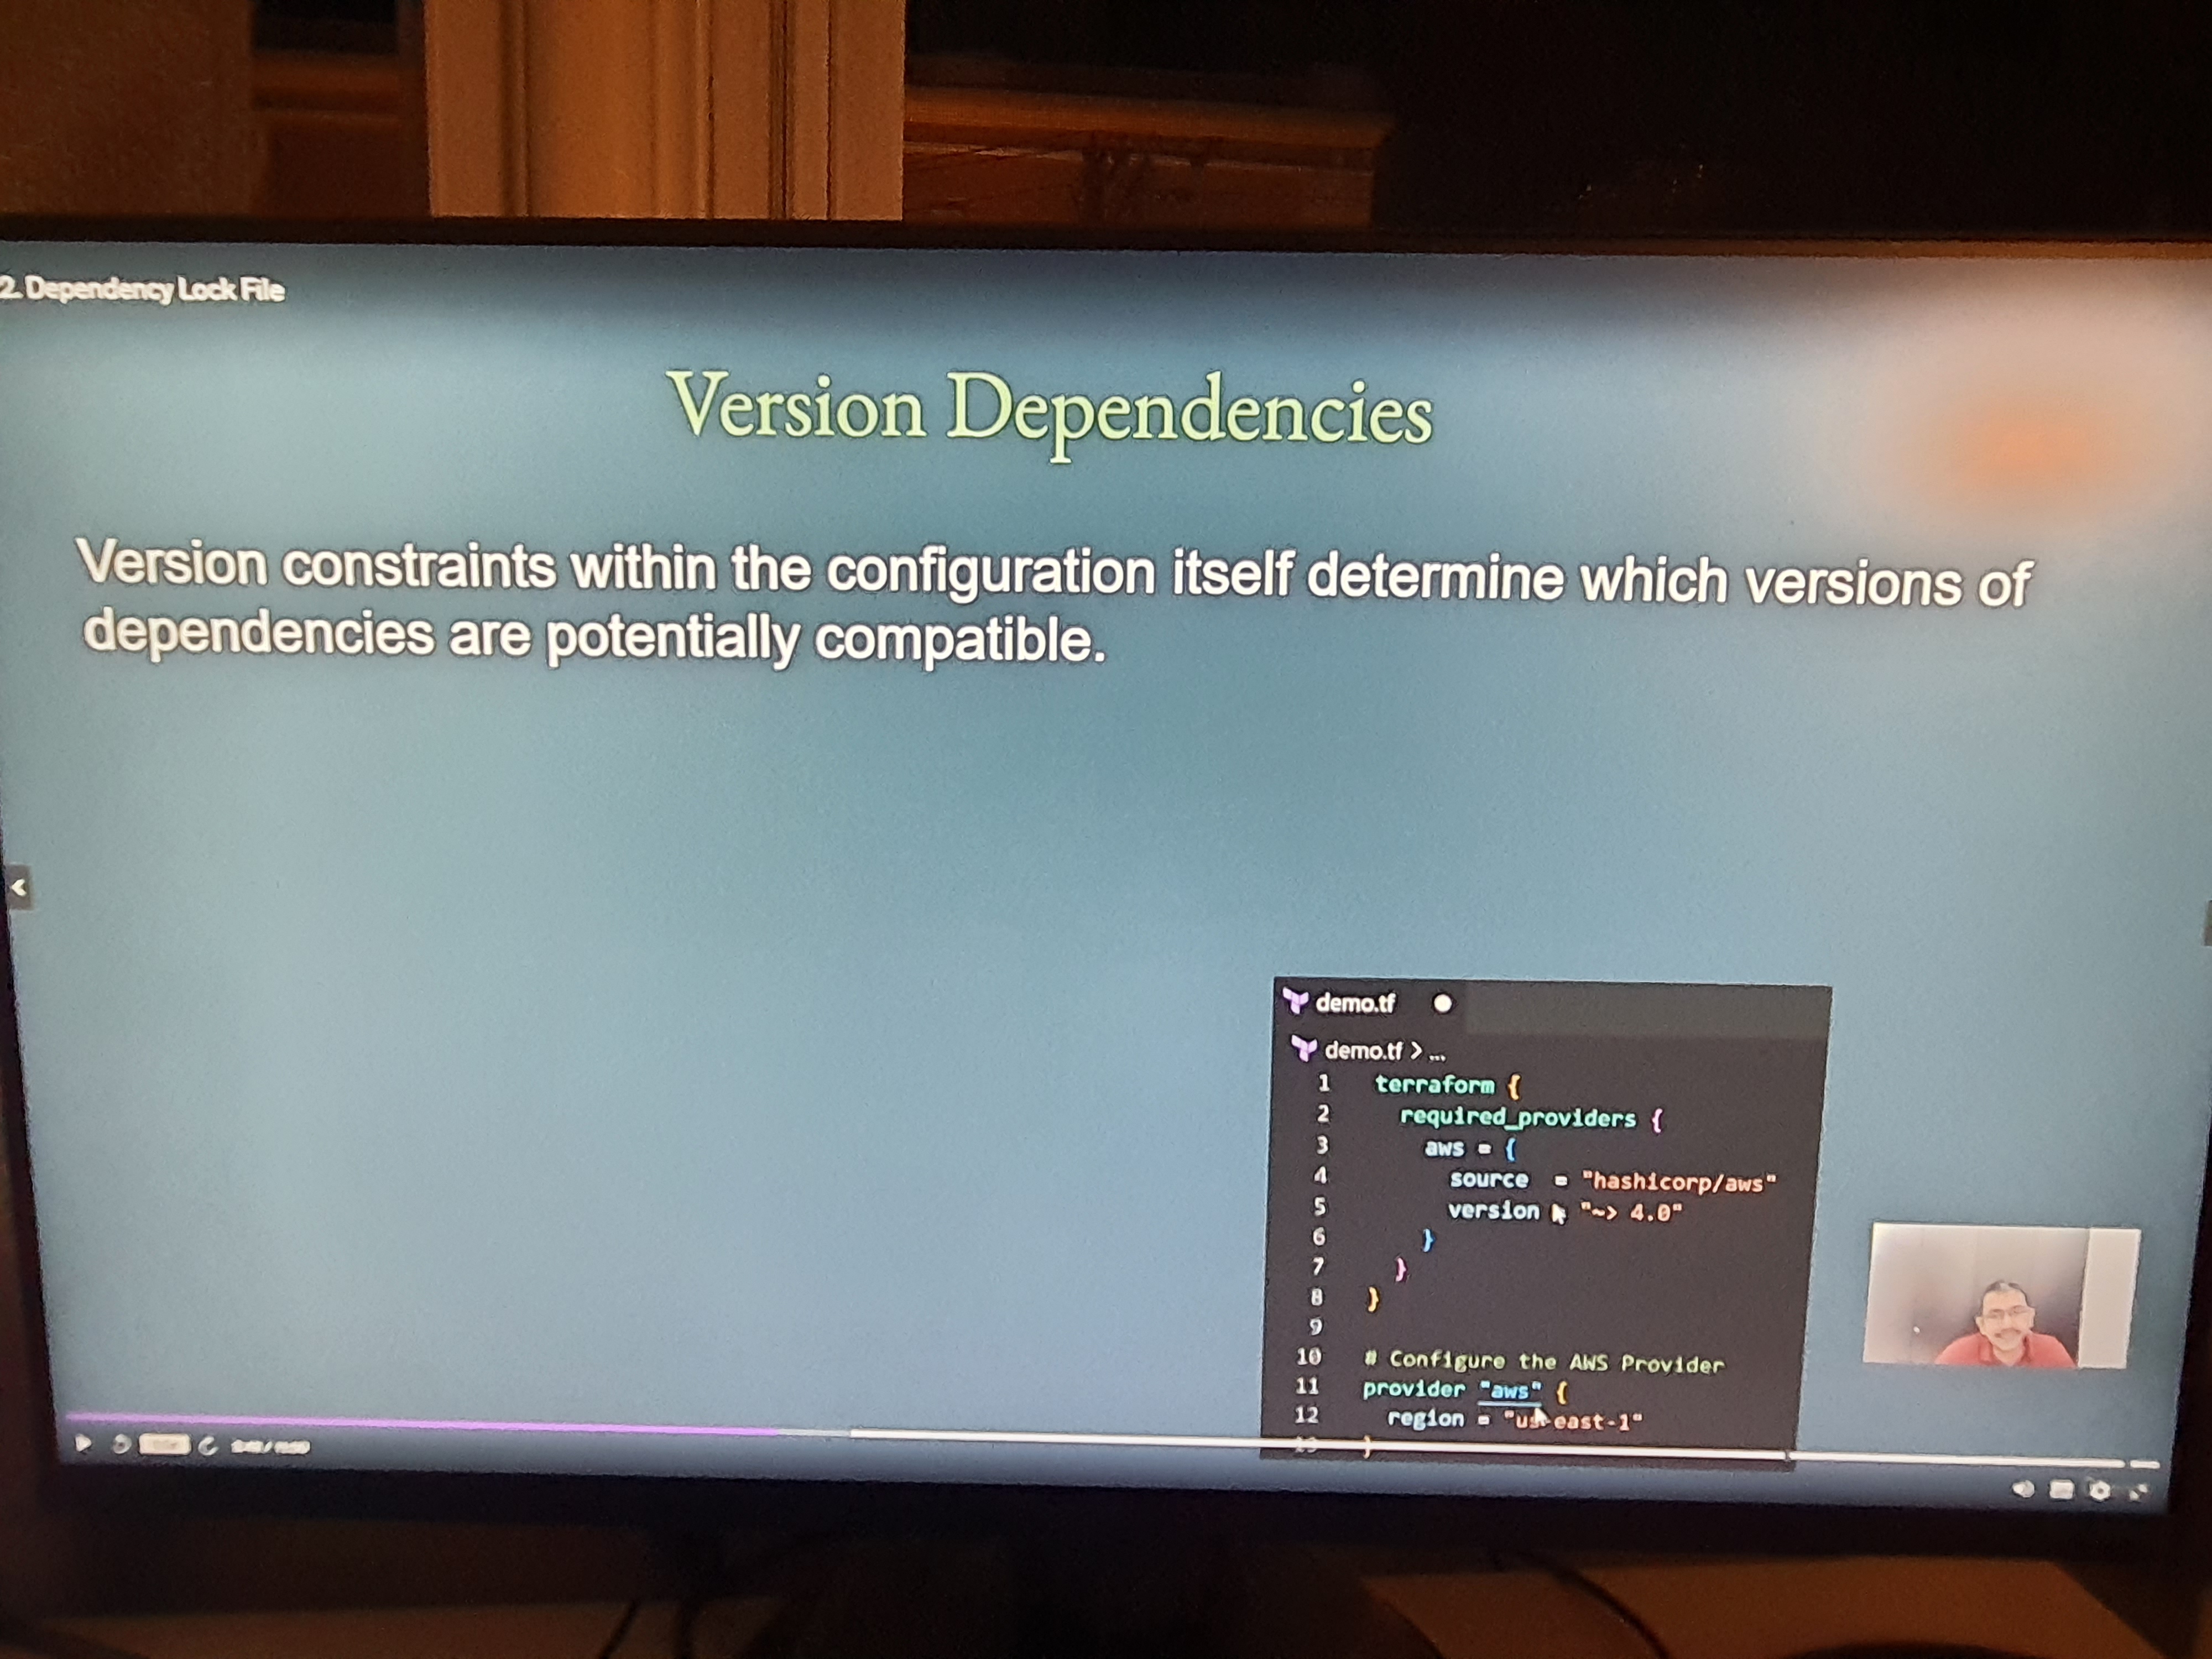 2. Dependency Lock File
Version Dependencies
Version constraints within the configuration itself determine which versions of
dependencies are potentially compatible.
demo.tf
demo.tf > ...
1 terraform {
2 required_providers {
3 aws = {
4 source = "hashicorp/aws"
5 version "~> 4.0"
6 }
7 }
8 }
9
10 # Configure the AWS Provider
11 provider "aws" {
12 region = "us-east-1"
13 }